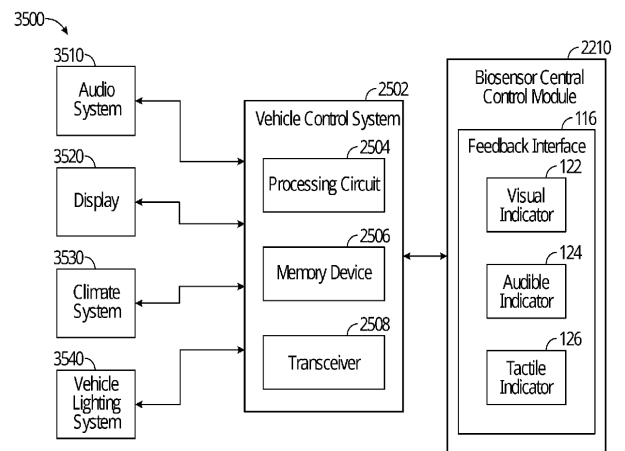 3500
3510
Audio
System
3520
Display
3530
Climate
System
3540
Vehicle
Lighting
System
2502
Vehicle Control System
2504
Processing Circuit
2506
Memory Device
2508
Transceiver
2210
Biosensor Central
Control Module
116
Feedback Interface
122
Visual
Indicator
124
Audible
Indicator
126
Tactile
Indicator